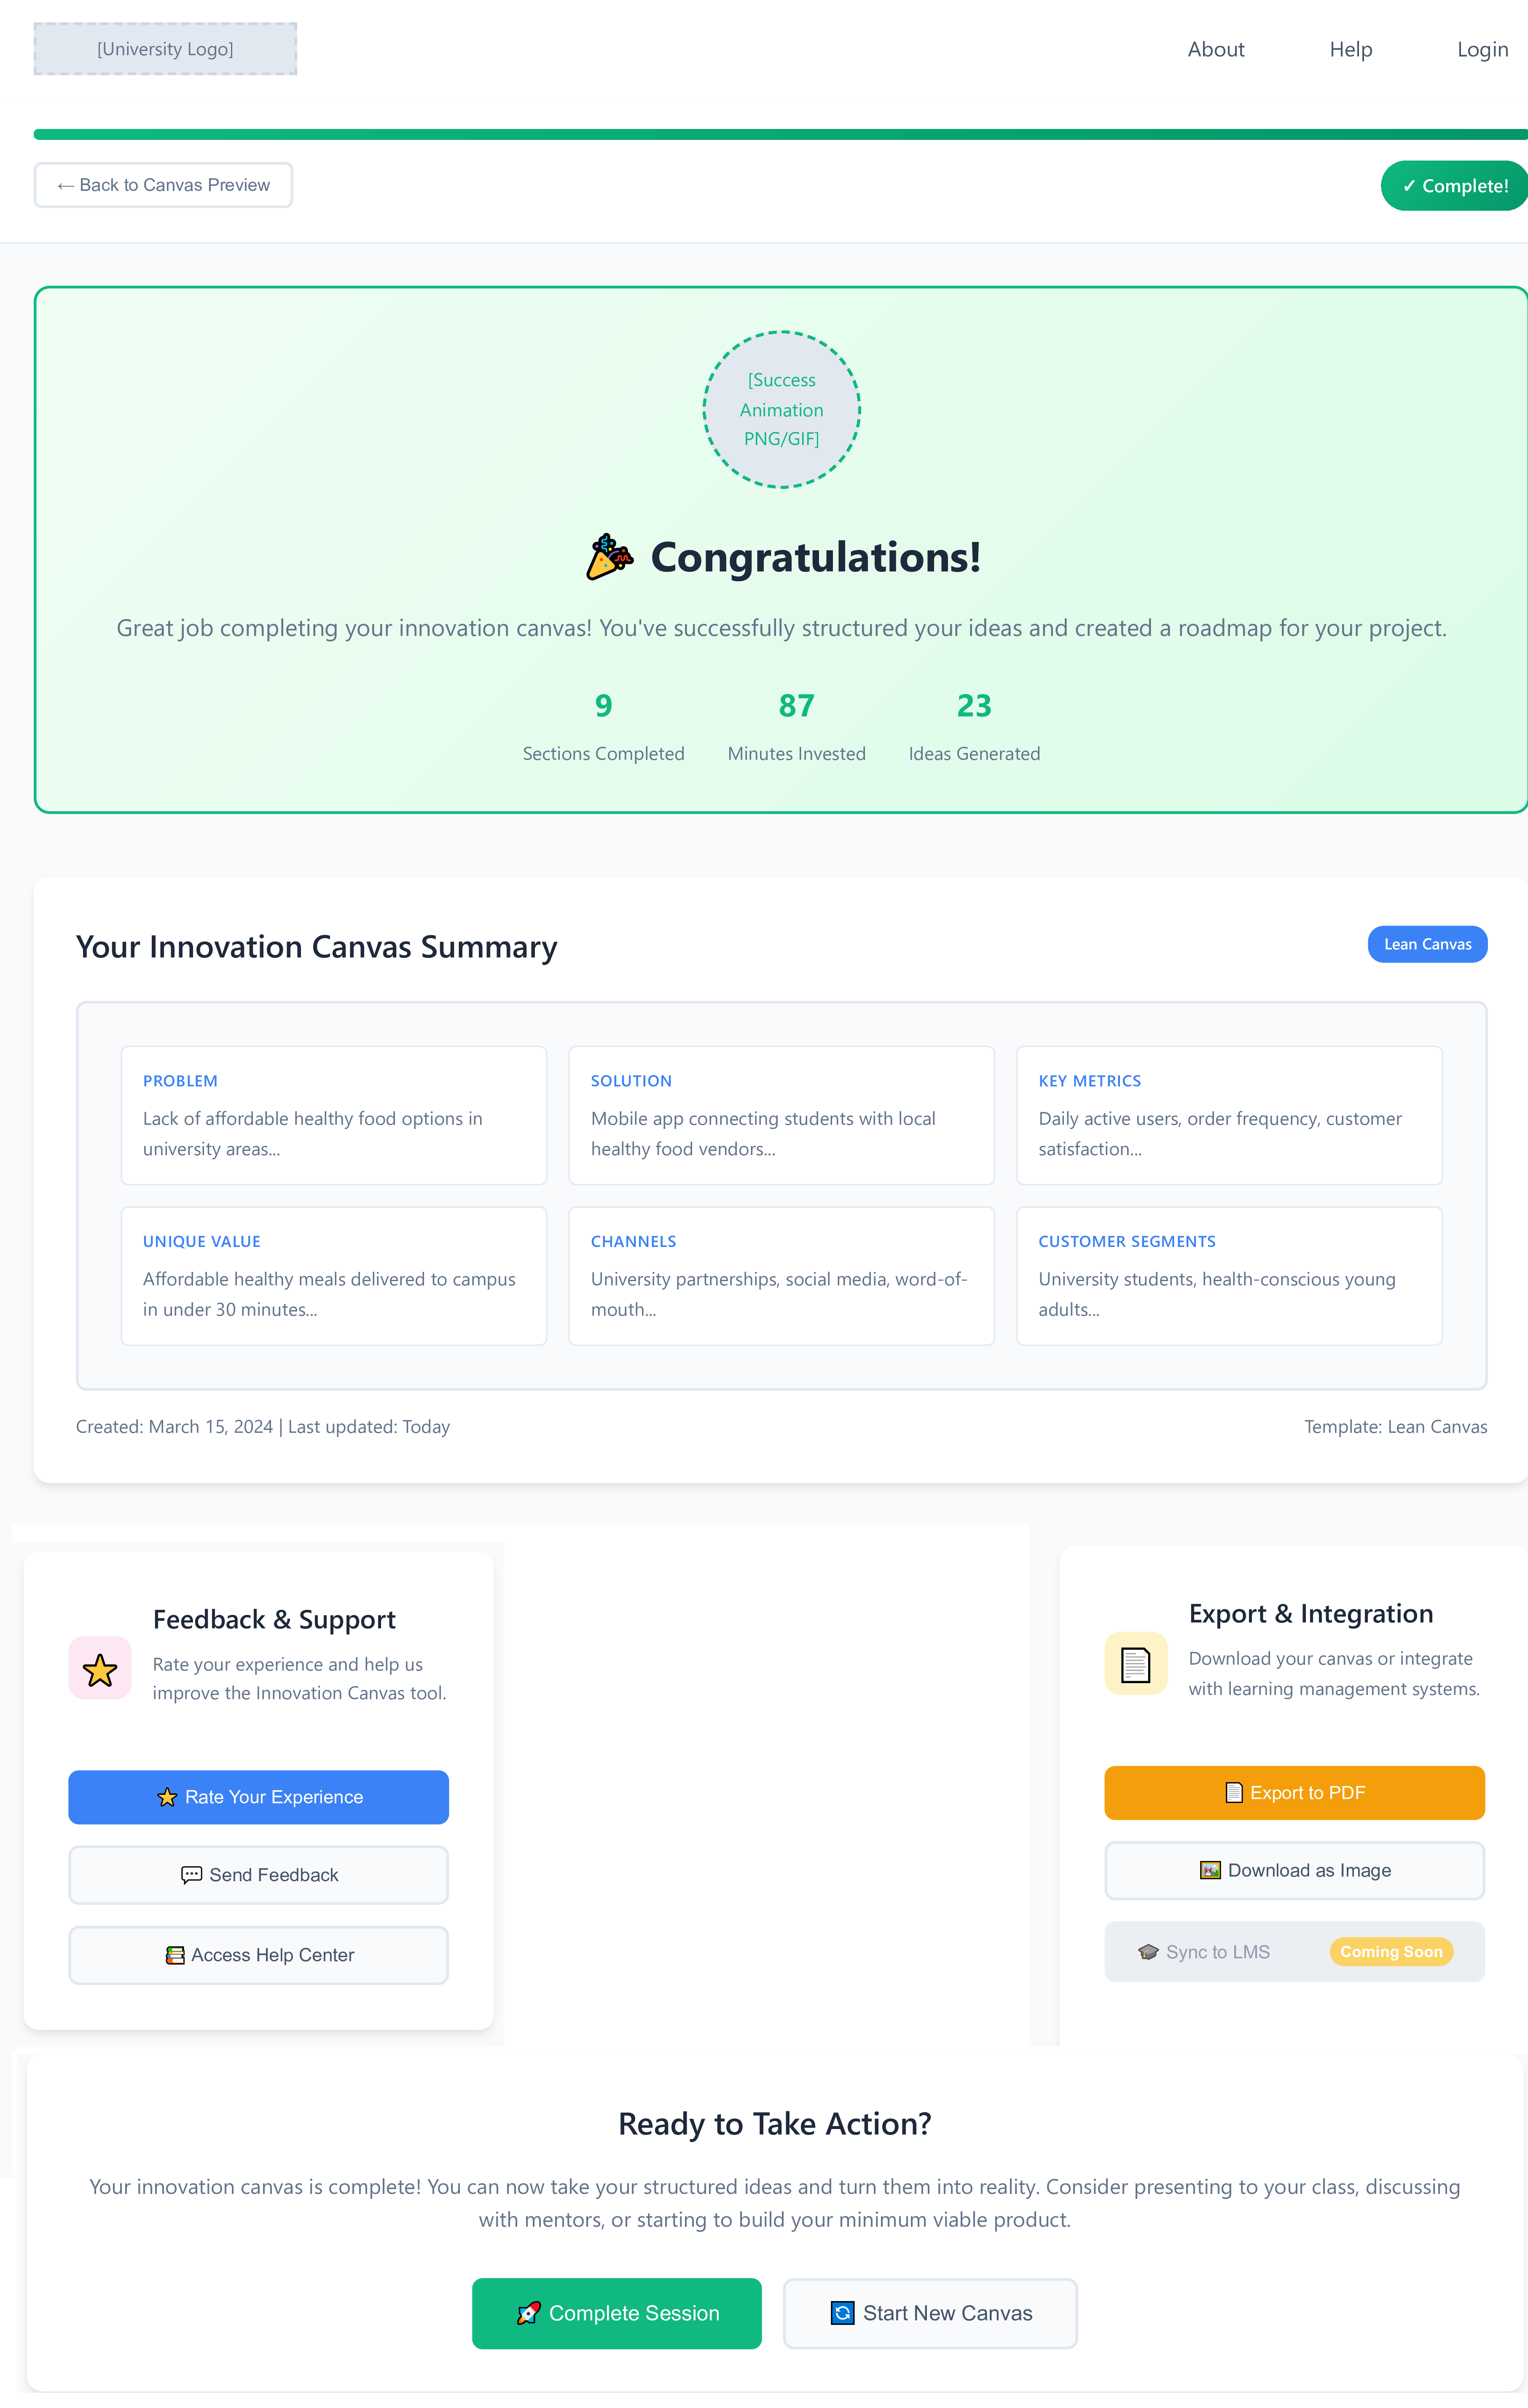 [University Logo]
About
Help
Login
← Back to Canvas Preview
✓ Complete!
[Success
Animation
PNG/GIF]
🎉 Congratulations!
Great job completing your innovation canvas! You've successfully structured your ideas and created a roadmap for your project.
9
Sections Completed
87
Minutes Invested
23
Ideas Generated
Your Innovation Canvas Summary
Lean Canvas
PROBLEM
Lack of affordable healthy food options in
university areas...
SOLUTION
Mobile app connecting students with local
healthy food vendors...
KEY METRICS
Daily active users, order frequency, customer
satisfaction...
UNIQUE VALUE
Affordable healthy meals delivered to campus
in under 30 minutes...
CHANNELS
University partnerships, social media, word-of-
mouth...
CUSTOMER SEGMENTS
University students, health-conscious young
adults...
Created: March 15, 2024 | Last updated: Today
Template: Lean Canvas
Feedback & Support
Rate your experience and help us
improve the Innovation Canvas tool.
⭐ Rate Your Experience
💬 Send Feedback
📚 Access Help Center
Export & Integration
Download your canvas or integrate
with learning management systems.
📄 Export to PDF
🖼️ Download as Image
🎓 Sync to LMS
Coming Soon
Ready to Take Action?
Your innovation canvas is complete! You can now take your structured ideas and turn them into reality. Consider presenting to your class, discussing
with mentors, or starting to build your minimum viable product.
🚀 Complete Session
🔄 Start New Canvas